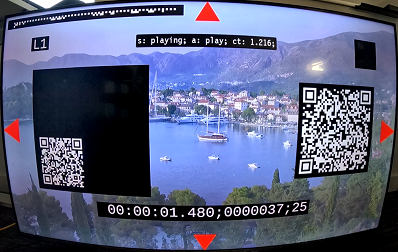 L1
s: playing; a: play; ct: 1.216;
00:00:01.480;0000037;25